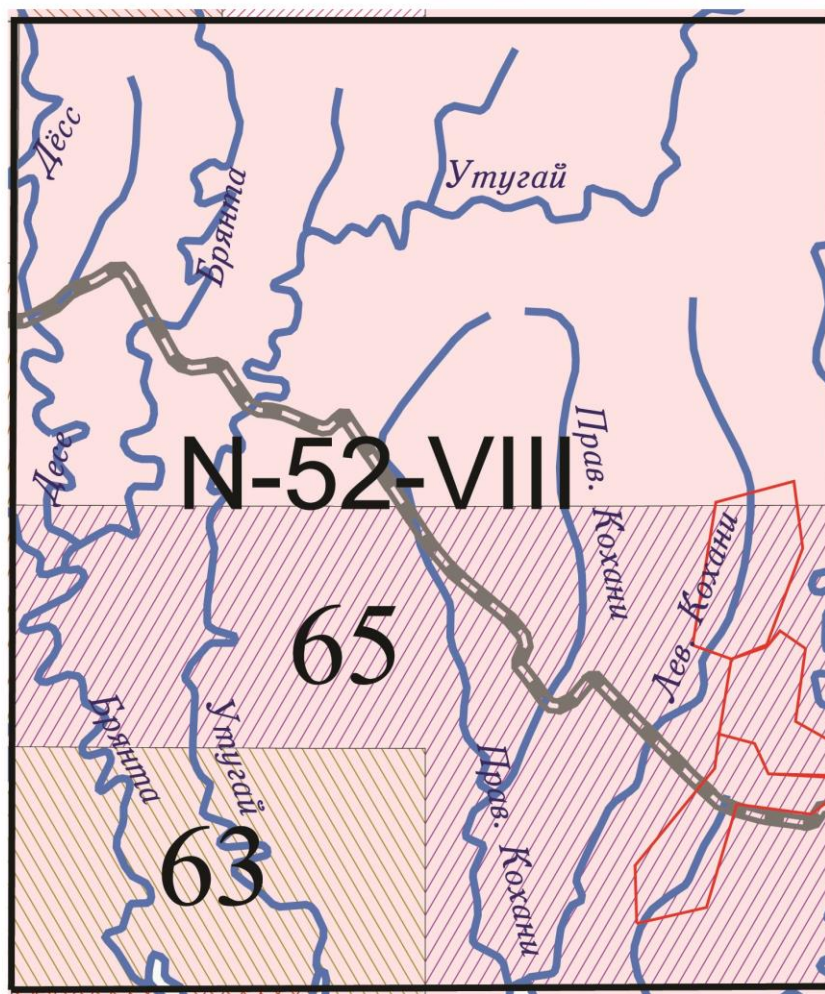 Дёсс
Утугай
Брянта
Десс
N-52-VIII
Прав. Кохани
Лев. Кохани
65
Брянта
Утугай
Прав. Кохани
63